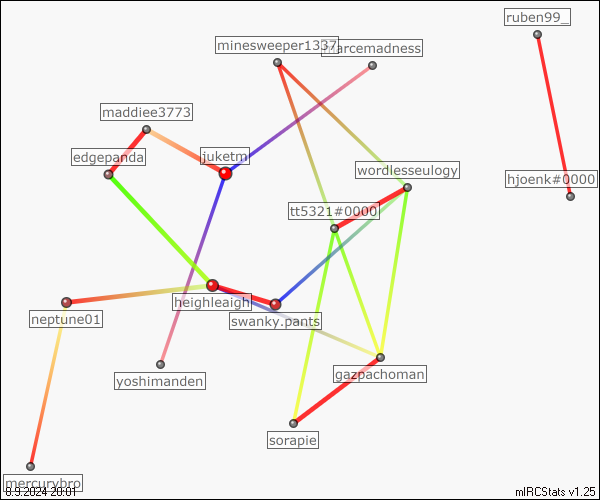 ruben99_
minesweeper1337
marcemadness
maddiee3773
edgepanda
juketm
wordlesseulogy
hjoenk#0000
tt5321#0000
heighleaigh
swanky.pants
neptune01
yoshimanden
gazpachoman
sorapie
mercurybro
8.9.2024 20:01
mIRCStats v1.25